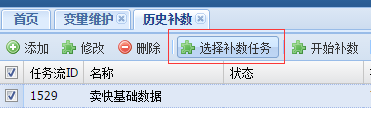 首页 变量维护 历史补数
添加 修改 删除 选择补数任务 开始补数
任务流ID 名称 状态
1529 卖快基础数据